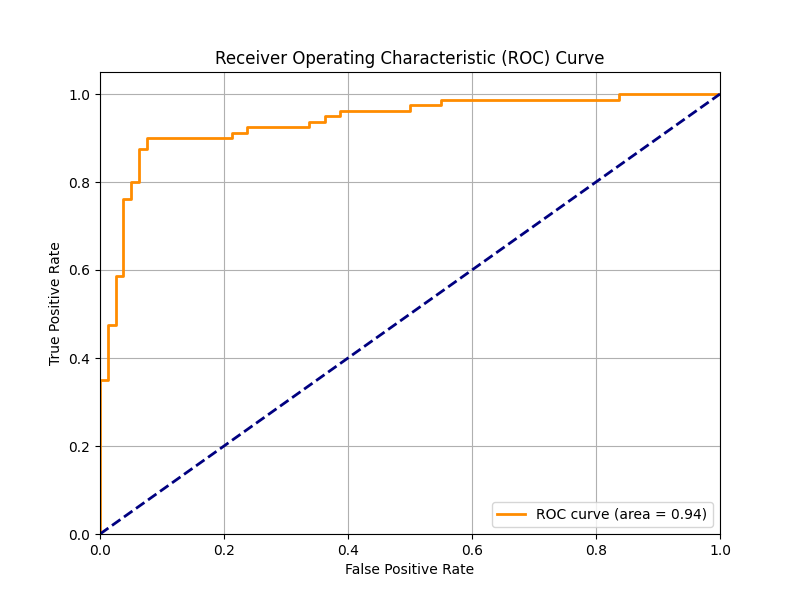 Receiver Operating Characteristic (ROC) Curve
True Positive Rate
1.0
0.8
0.6
0.4
0.2
0.0
0.0 0.2 0.4 0.6 0.8 1.0
False Positive Rate
ROC curve (area = 0.94)